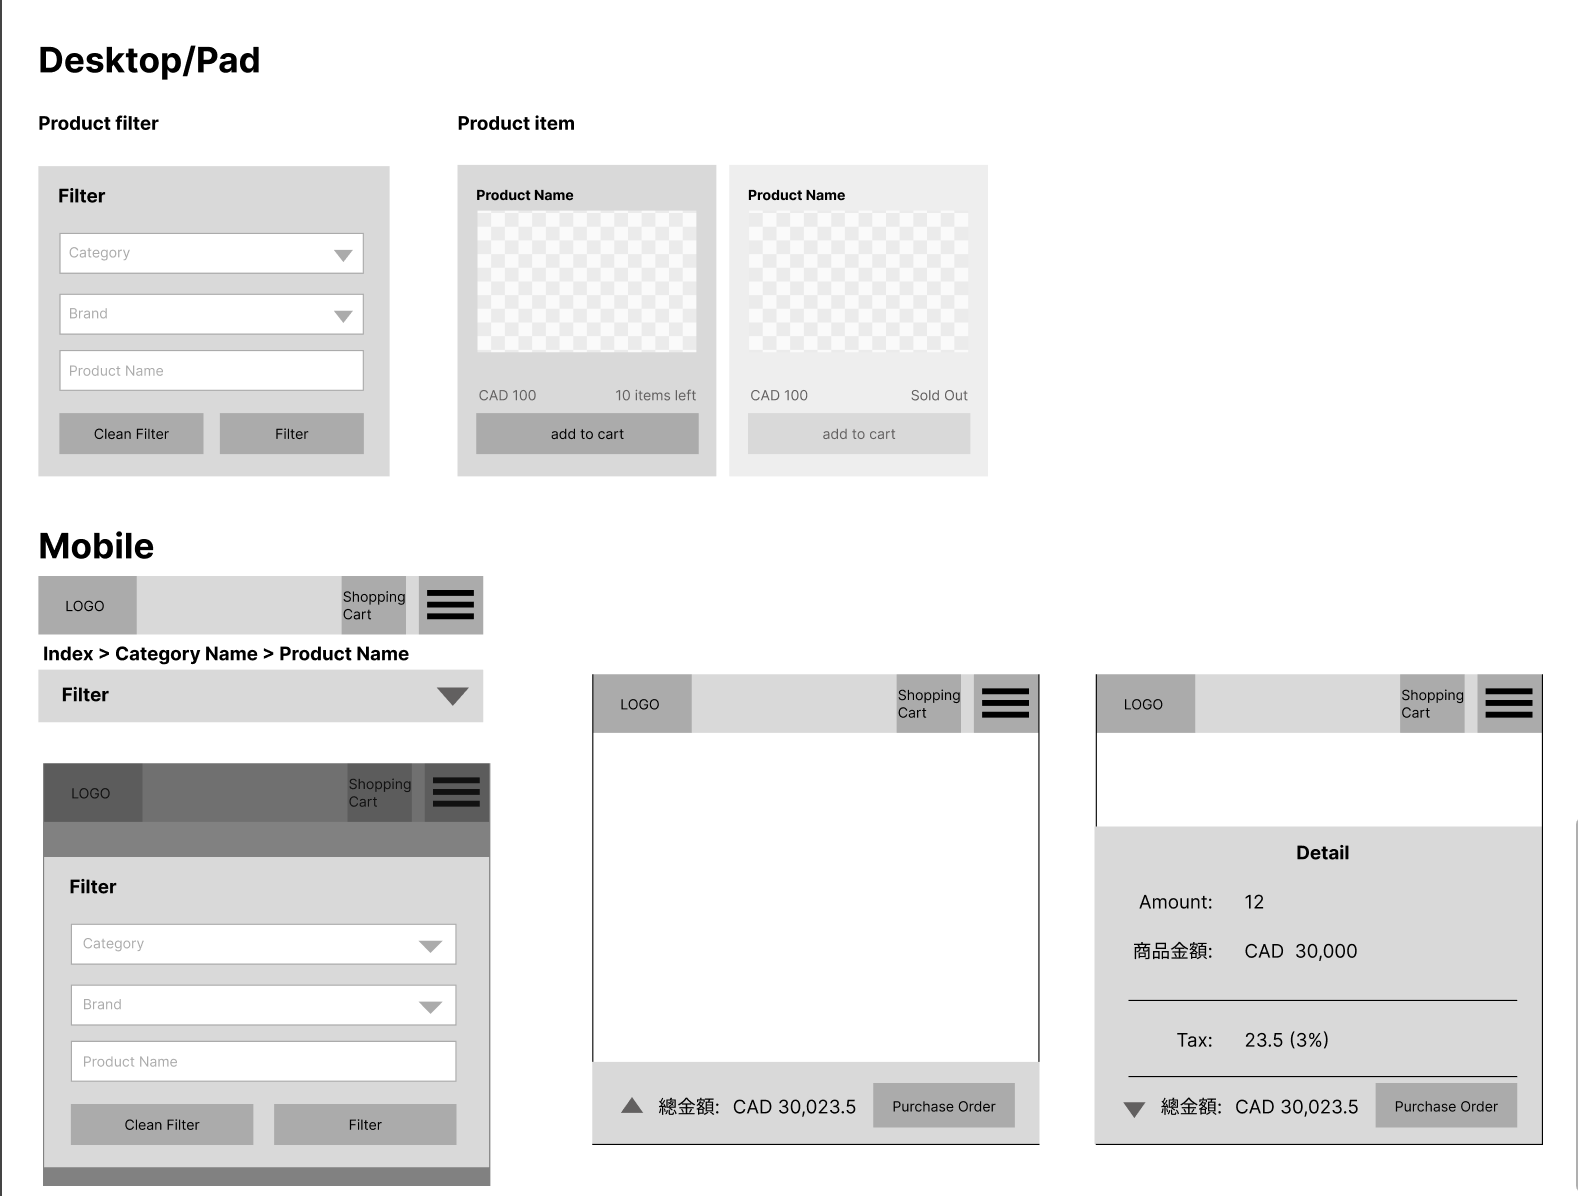 Desktop/Pad
Product filter
Product item
Filter
Category
Brand
Product Name
Clean Filter
Filter
Product Name
CAD 100
10 items left
add to cart
Product Name
CAD 100
Sold Out
add to cart
Mobile
LOGO
Shopping
Cart
Index > Category Name > Product Name
Filter
LOGO
Shopping
Cart
Filter
Category
Brand
Product Name
Clean Filter
Filter
LOGO
Shopping
Cart
總金額: CAD 30,023.5
Purchase Order
LOGO
Shopping
Cart
Detail
Amount: 12
商品金額: CAD 30,000
Tax: 23.5 (3%)
總金額: CAD 30,023.5
Purchase Order